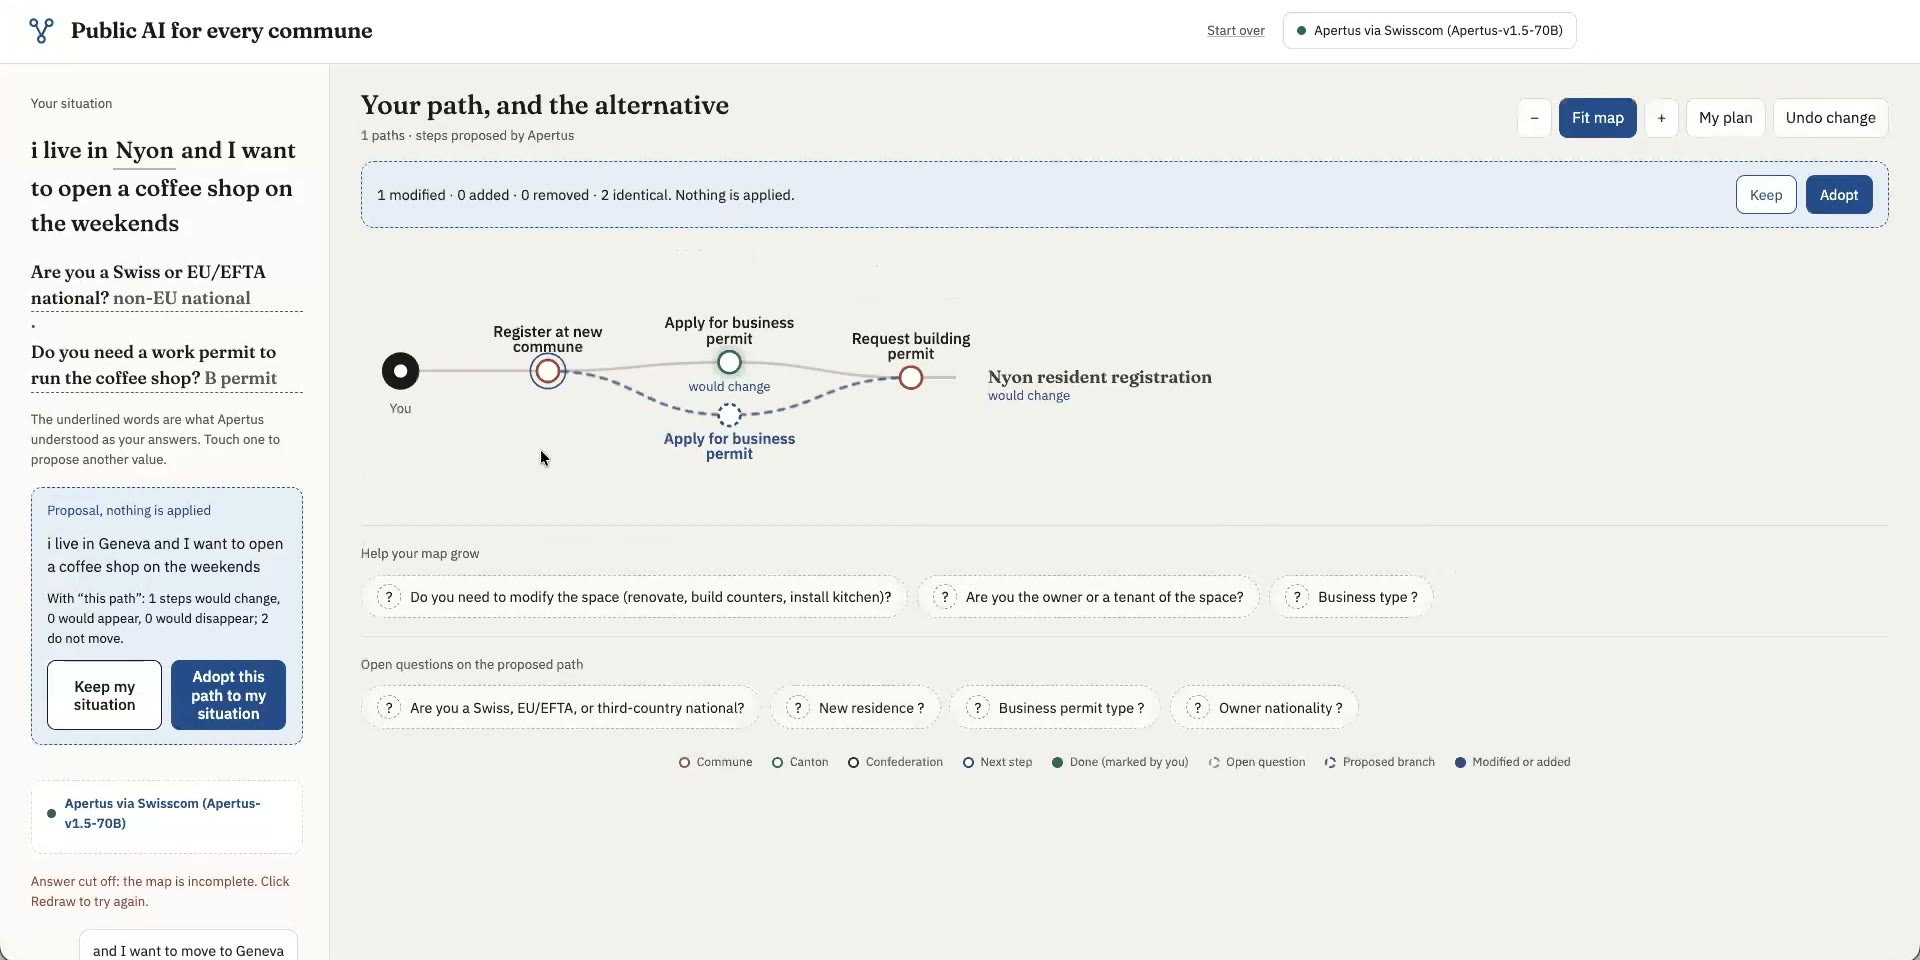 Public AI for every commune
Start over
Apertus via Swisscom (Apertus-v1.5-70B)
Your situation
i live in Nyon and I want
to open a coffee shop on
the weekends
Are you a Swiss or EU/EFTA
national? non-EU national
.
Do you need a work permit to
run the coffee shop? B permit
The underlined words are what Apertus
understood as your answers. Touch one to
propose another value.
Proposal, nothing is applied
i live in Geneva and I want to open
a coffee shop on the weekends
With “this path”: 1 steps would change,
0 would appear, 0 would disappear; 2
do not move.
Keep my
situation
Adopt this
path to my
situation
Apertus via Swisscom (Apertus-
v1.5-70B)
Answer cut off: the map is incomplete. Click
Redraw to try again.
and I want to move to Geneva
Your path, and the alternative
1 paths · steps proposed by Apertus
−
Fit map
+
My plan
Undo change
1 modified · 0 added · 0 removed · 2 identical. Nothing is applied.
Keep
Adopt
You
Register at new
commune
Apply for business
permit
would change
Apply for business
permit
Request building
permit
Nyon resident registration
would change
Help your map grow
? Do you need to modify the space (renovate, build counters, install kitchen)?
? Are you the owner or a tenant of the space?
? Business type ?
Open questions on the proposed path
? Are you a Swiss, EU/EFTA, or third-country national?
? New residence ?
? Business permit type ?
? Owner nationality ?
Commune
Canton
Confederation
Next step
Done (marked by you)
Open question
Proposed branch
Modified or added